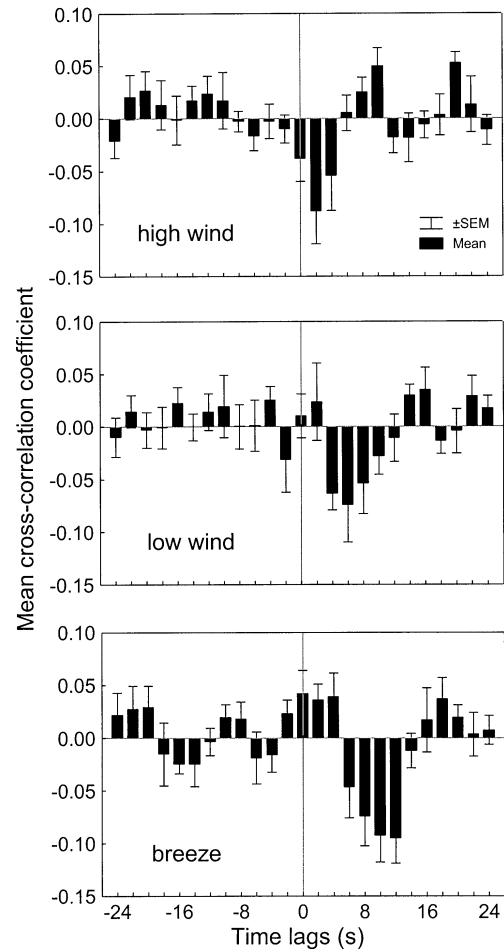 0.10
0.05
0.00
-0.05
-0.10
-0.15
high wind
±SEM
Mean
Mean cross-correlation coefficient
0.10
0.05
0.00
-0.05
-0.10
-0.15
low wind
0.10
0.05
0.00
-0.05
-0.10
-0.15
breeze
-24 -16 -8 0 8 16 24
Time lags (s)